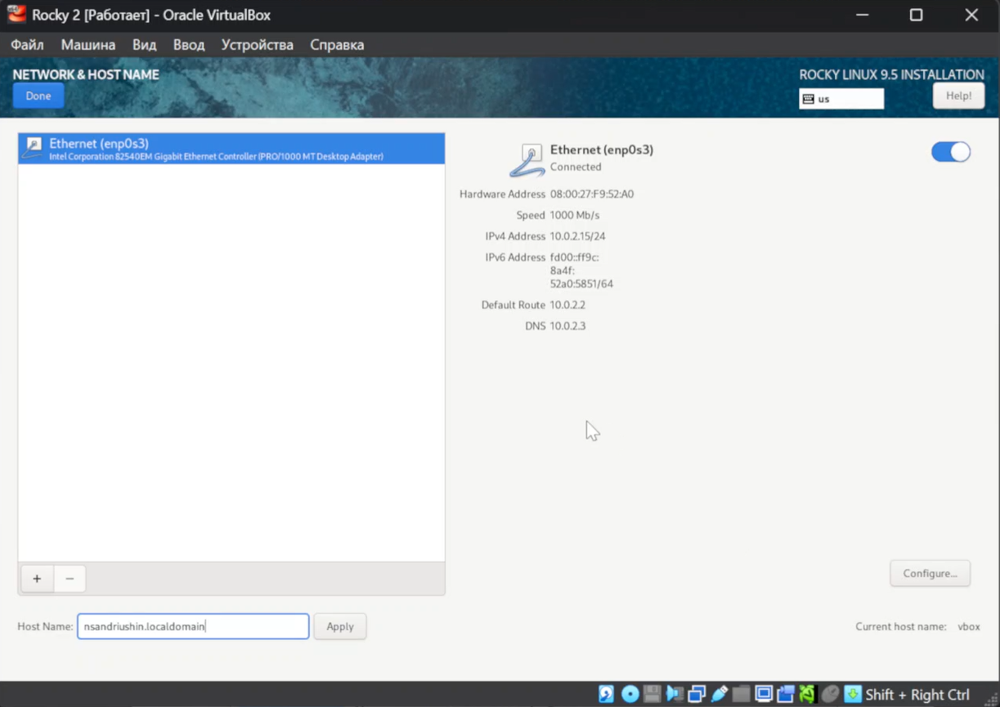 Rocky 2 [Работает] - Oracle VirtualBox
Файл Машина Вид Ввод Устройства Справка
NETWORK & HOST NAME
ROCKY LINUX 9.5 INSTALLATION
Done
us
Help!
Ethernet (enp0s3)
Intel Corporation 82540EM Gigabit Ethernet Controller (PRO/1000 MT Desktop Adapter)
Ethernet (enp0s3)
Connected
Hardware Address 08:00:27:F9:52:A0
Speed 1000 Mb/s
IPv4 Address 10.0.2.15/24
IPv6 Address fd00::ff9c:
8a4f:
52a0:5851/64
Default Route 10.0.2.2
DNS 10.0.2.3
+ −
Configure...
Host Name: nsandriushin.localdomain Apply
Current host name: vbox
Shift + Right Ctrl